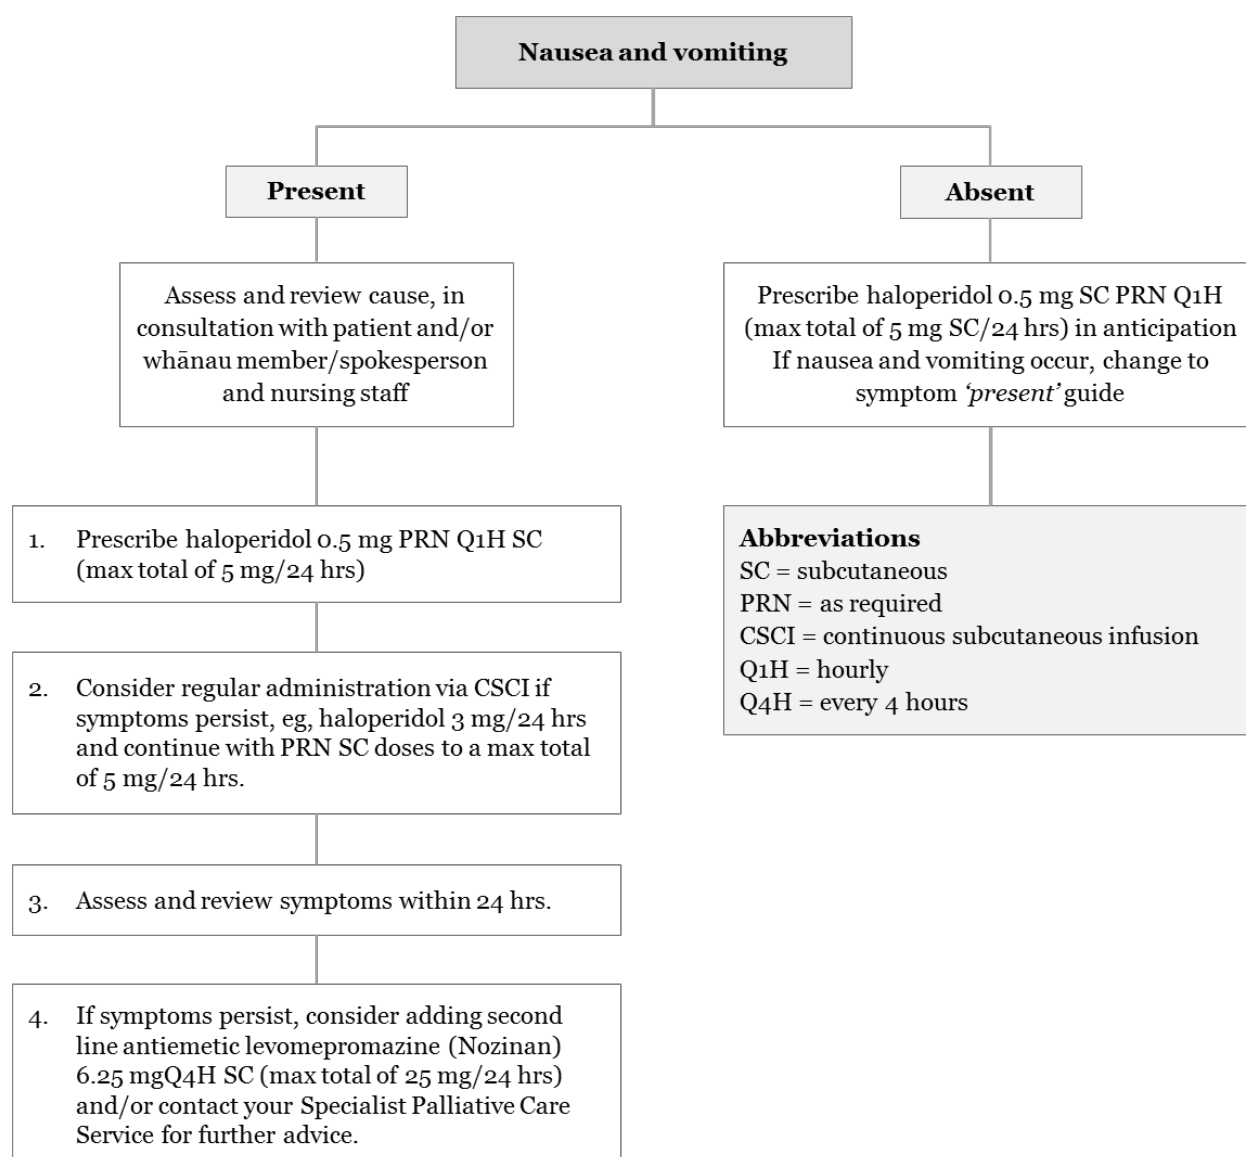 Nausea and vomiting
Present
Absent
Assess and review cause, in
consultation with patient and/or
whānau member/spokesperson
and nursing staff
Prescribe haloperidol 0.5 mg SC PRN Q1H
(max total of 5 mg SC/24 hrs) in anticipation
If nausea and vomiting occur, change to
symptom ‘present’ guide
1. Prescribe haloperidol 0.5 mg PRN Q1H SC
(max total of 5 mg/24 hrs)
2. Consider regular administration via CSCI if
symptoms persist, eg, haloperidol 3 mg/24 hrs
and continue with PRN SC doses to a max total
of 5 mg/24 hrs.
3. Assess and review symptoms within 24 hrs.
4. If symptoms persist, consider adding second
line antiemetic levomepromazine (Nozinan)
6.25 mgQ4H SC (max total of 25 mg/24 hrs)
and/or contact your Specialist Palliative Care
Service for further advice.
Abbreviations
SC = subcutaneous
PRN = as required
CSCI = continuous subcutaneous infusion
Q1H = hourly
Q4H = every 4 hours